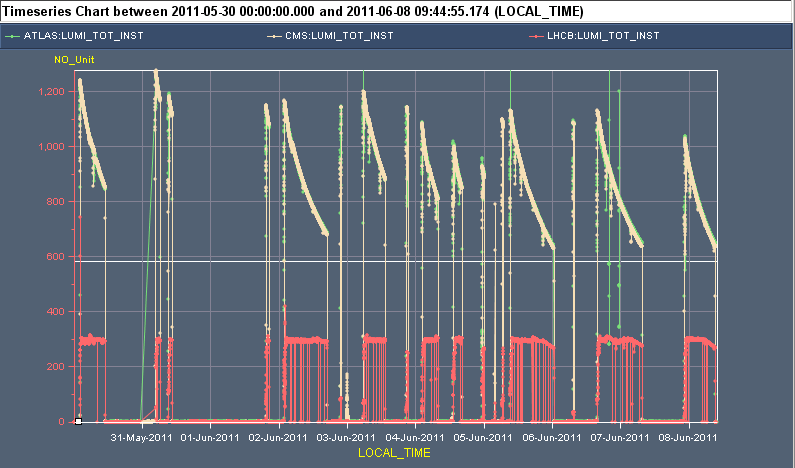 Timeseries Chart between 2011-05-30 00:00:00.000 and 2011-06-08 09:44:55.174 (LOCAL_TIME)
ATLAS:LUMI_TOT_INST CMS:LUMI_TOT_INST LHCB:LUMI_TOT_INST
NO_Unit
1,200
1,000
800
600
400
200
0
31-May-2011 01-Jun-2011 02-Jun-2011 03-Jun-2011 04-Jun-2011 05-Jun-2011 06-Jun-2011 07-Jun-2011 08-Jun-2011
LOCAL_TIME